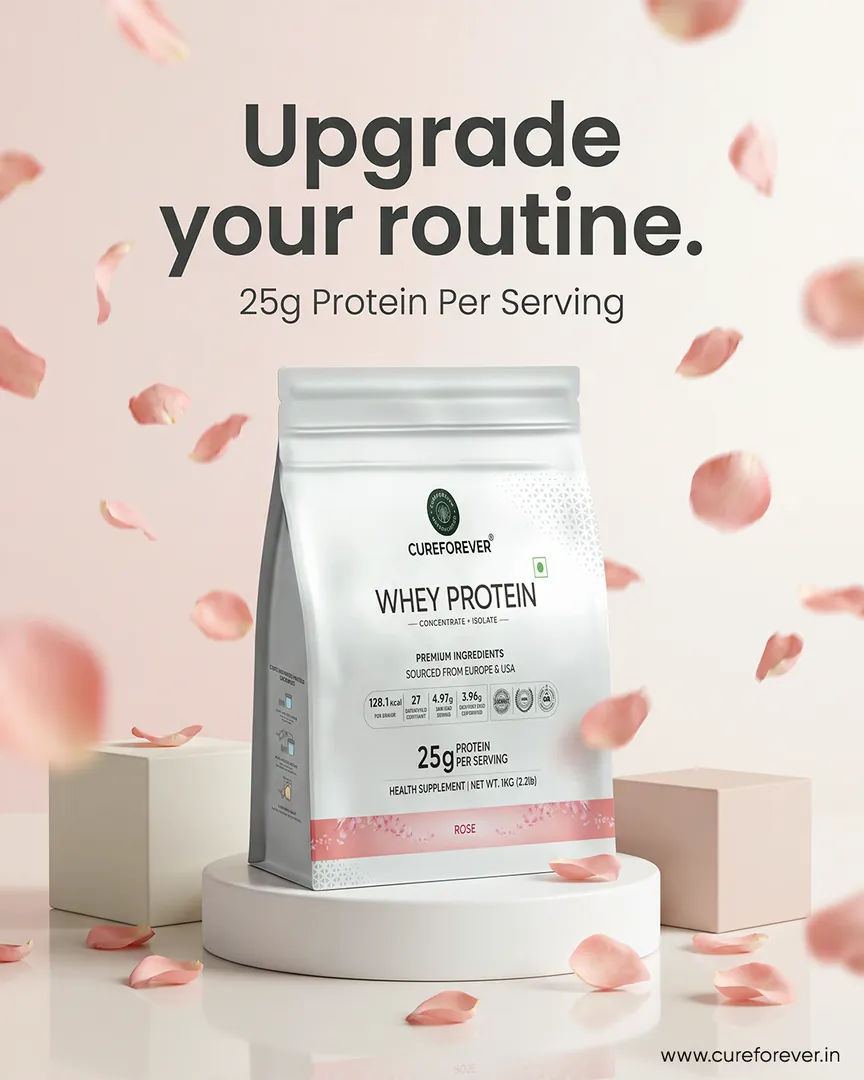 Upgrade
your routine.
25g Protein Per Serving
CUREFOREVER®
WHEY PROTEIN
CONCENTRATE + ISOLATE
PREMIUM INGREDIENTS
SOURCED FROM EUROPE & USA
128.1 kcal 27 4.97g 3.96g
25g PROTEIN
PER SERVING
HEALTH SUPPLEMENT | NET WT. 1KG (2.2lb)
ROSE
www.cureforever.in